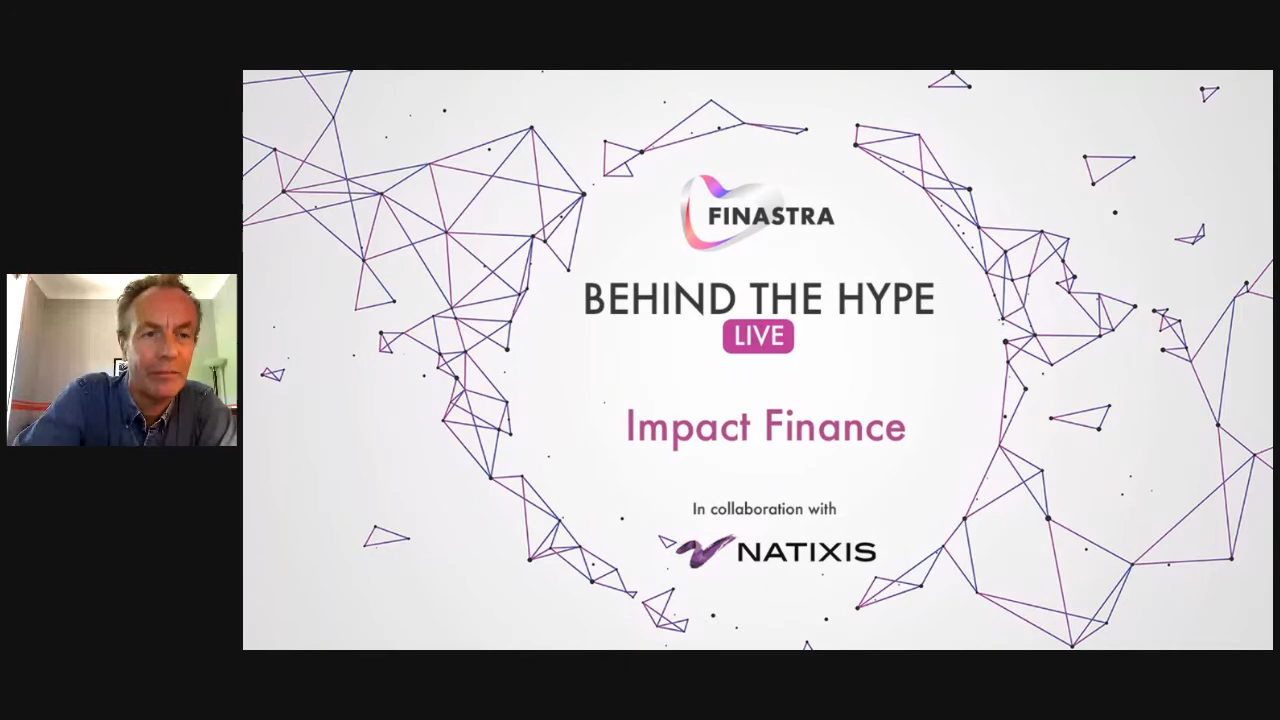 FINASTRA
BEHIND THE HYPE
LIVE
Impact Finance
In collaboration with
NATIXIS